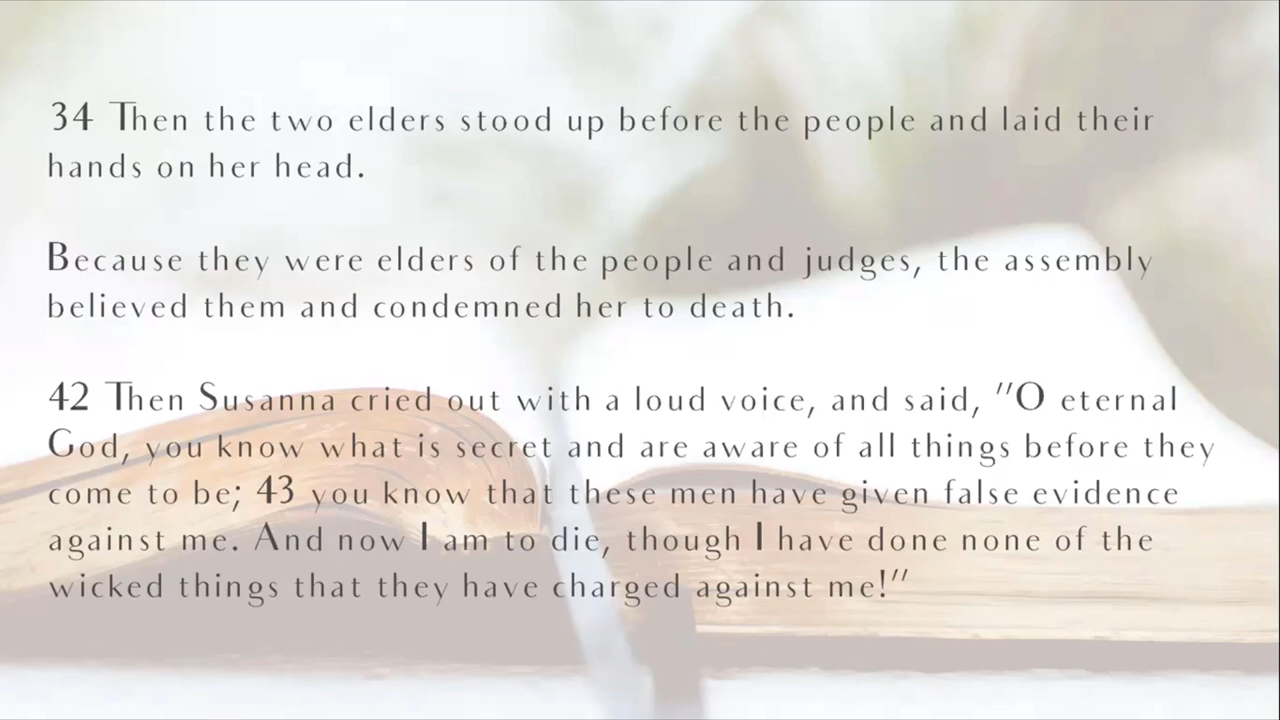 34 Then the two elders stood up before the people and laid their
hands on her head.
Because they were elders of the people and judges, the assembly
believed them and condemned her to death.
42 Then Susanna cried out with a loud voice, and said, "O eternal
God, you know what is secret and are aware of all things before they
come to be; 43 you know that these men have given false evidence
against me. And now I am to die, though I have done none of the
wicked things that they have charged against me!"